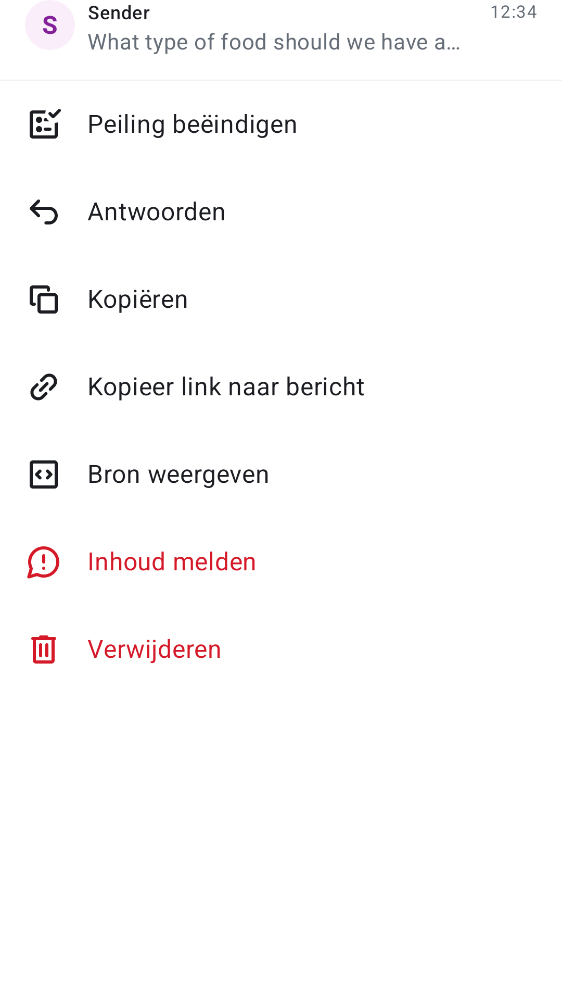 S
Sender
12:34
What type of food should we have a…
Peiling beëindigen
Antwoorden
Kopiëren
Kopieer link naar bericht
Bron weergeven
Inhoud melden
Verwijderen